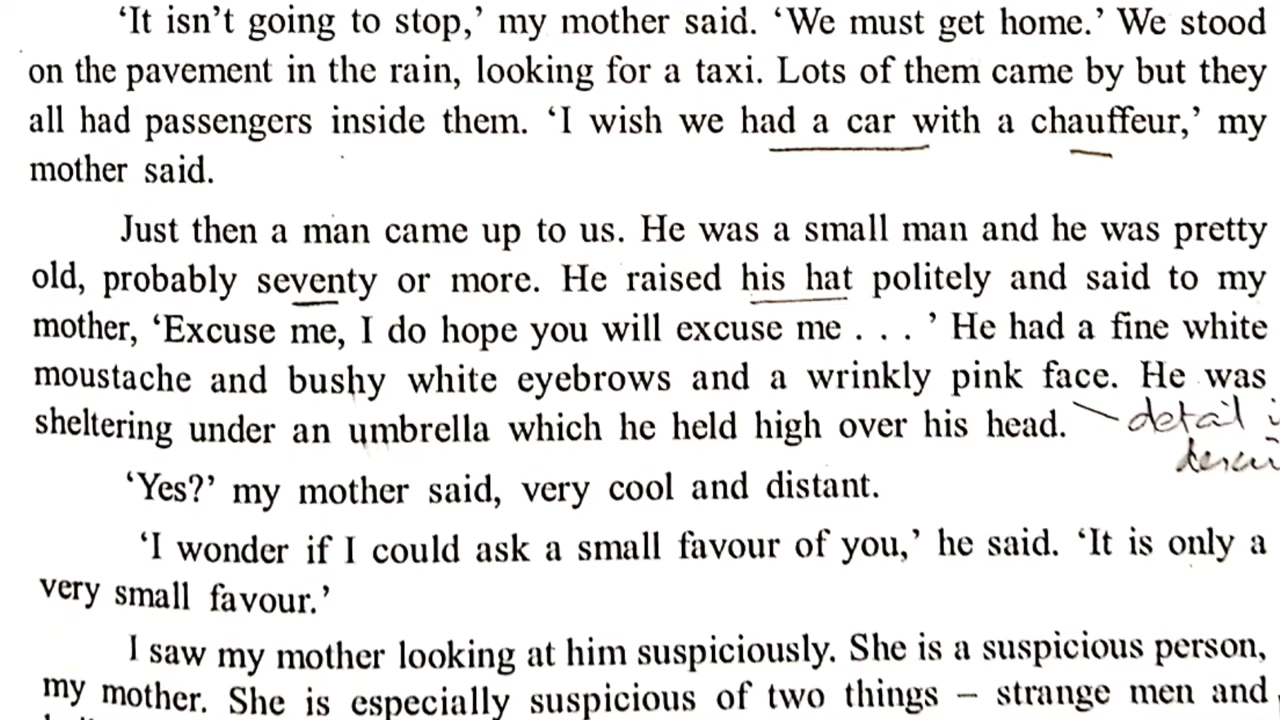 ‘It isn’t going to stop,’ my mother said. ‘We must get home.’ We stood
on the pavement in the rain, looking for a taxi. Lots of them came by but they
all had passengers inside them. ‘I wish we had a car with a chauffeur,’ my
mother said.
Just then a man came up to us. He was a small man and he was pretty
old, probably seventy or more. He raised his hat politely and said to my
mother, ‘Excuse me, I do hope you will excuse me . . . ’ He had a fine white
moustache and bushy white eyebrows and a wrinkly pink face. He was
sheltering under an umbrella which he held high over his head.
detail
‘Yes?’ my mother said, very cool and distant.
‘I wonder if I could ask a small favour of you,’ he said. ‘It is only a
very small favour.’
I saw my mother looking at him suspiciously. She is a suspicious person,
my mother. She is especially suspicious of two things – strange men and